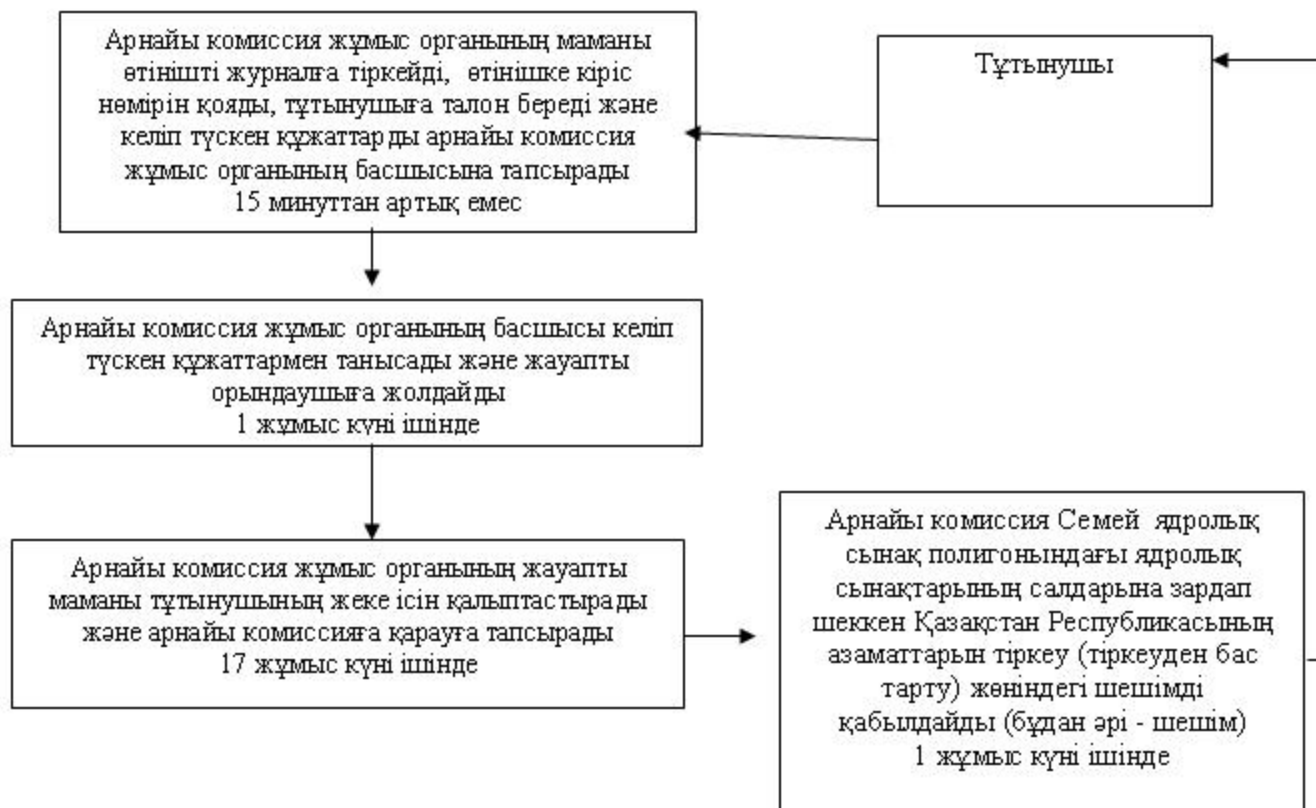 Арнайы комиссия жұмыс органының маманы
өтінішті журналға тіркейді, өтінішке кіріс
нөмірін қояды, тұтынушыға талон береді және
келіп түскен құжаттарды арнайы комиссия
жұмыс органының басшысына тапсырады
15 минуттан артық емес
Тұтынушы
Арнайы комиссия жұмыс органының басшысы келіп
түскен құжаттармен танысады және жауапты
орындаушыға жолдайды
1 жұмыс күні ішінде
Арнайы комиссия жұмыс органының жауапты
маманы тұтынушының жеке ісін қалыптастырады
және арнайы комиссияға қарауға тапсырады
17 жұмыс күні ішінде
Арнайы комиссия Семей ядролық
сынақ полигонындағы ядролық
сынақтарының салдарына зардап
шеккен Қазақстан Республикасының
азаматтарын тіркеу (тіркеуден бас
тарту) жөніндегі шешімді
қабылдайды (бұдан әрі - шешім)
1 жұмыс күні ішінде